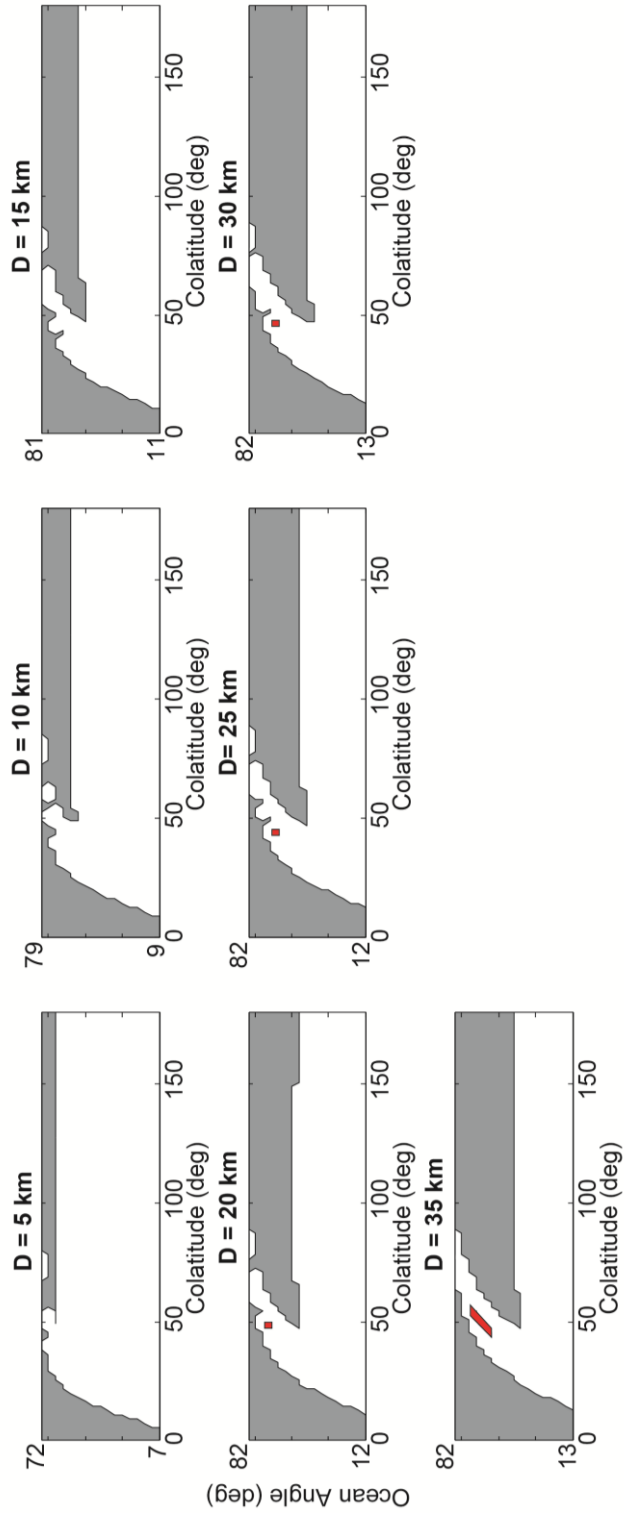 D = 5 km
72
7
0
50
100
150
Colatitude (deg)
D = 10 km
79
9
0
50
100
150
Colatitude (deg)
D = 15 km
81
11
0
50
100
150
Colatitude (deg)
Ocean Angle (deg)
D = 20 km
82
12
0
50
100
150
Colatitude (deg)
D= 25 km
82
12
0
50
100
150
Colatitude (deg)
D = 30 km
82
13
0
50
100
150
Colatitude (deg)
D = 35 km
82
13
0
50
100
150
Colatitude (deg)